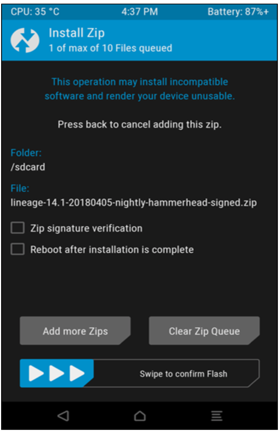 CPU: 35 °C 4:37 PM Battery: 87%+
Install Zip
1 of max of 10 Files queued
This operation may install incompatible
software and render your device unusable.
Press back to cancel adding this zip.
Folder:
/sdcard
File:
lineage-14.1-20180405-nightly-hammerhead-signed.zip
Zip signature verification
Reboot after installation is complete
Add more Zips Clear Zip Queue
Swipe to confirm Flash